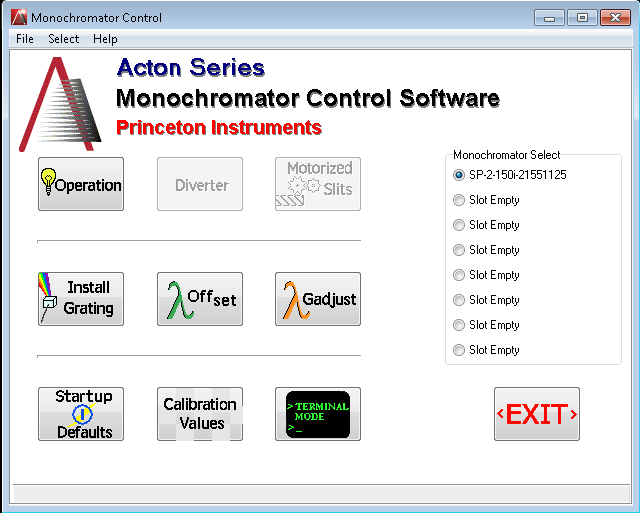 Monochromator Control
File Select Help
Acton Series
Monochromator Control Software
Princeton Instruments
Operation
Diverter
Motorized
Slits
Monochromator Select
SP-2-150i-21551125
Slot Empty
Slot Empty
Slot Empty
Slot Empty
Slot Empty
Slot Empty
Slot Empty
Install
Grating
λ Offset
λ Gadjust
Startup
Defaults
Calibration
Values
> TERMINAL
MODE
>_
<EXIT>